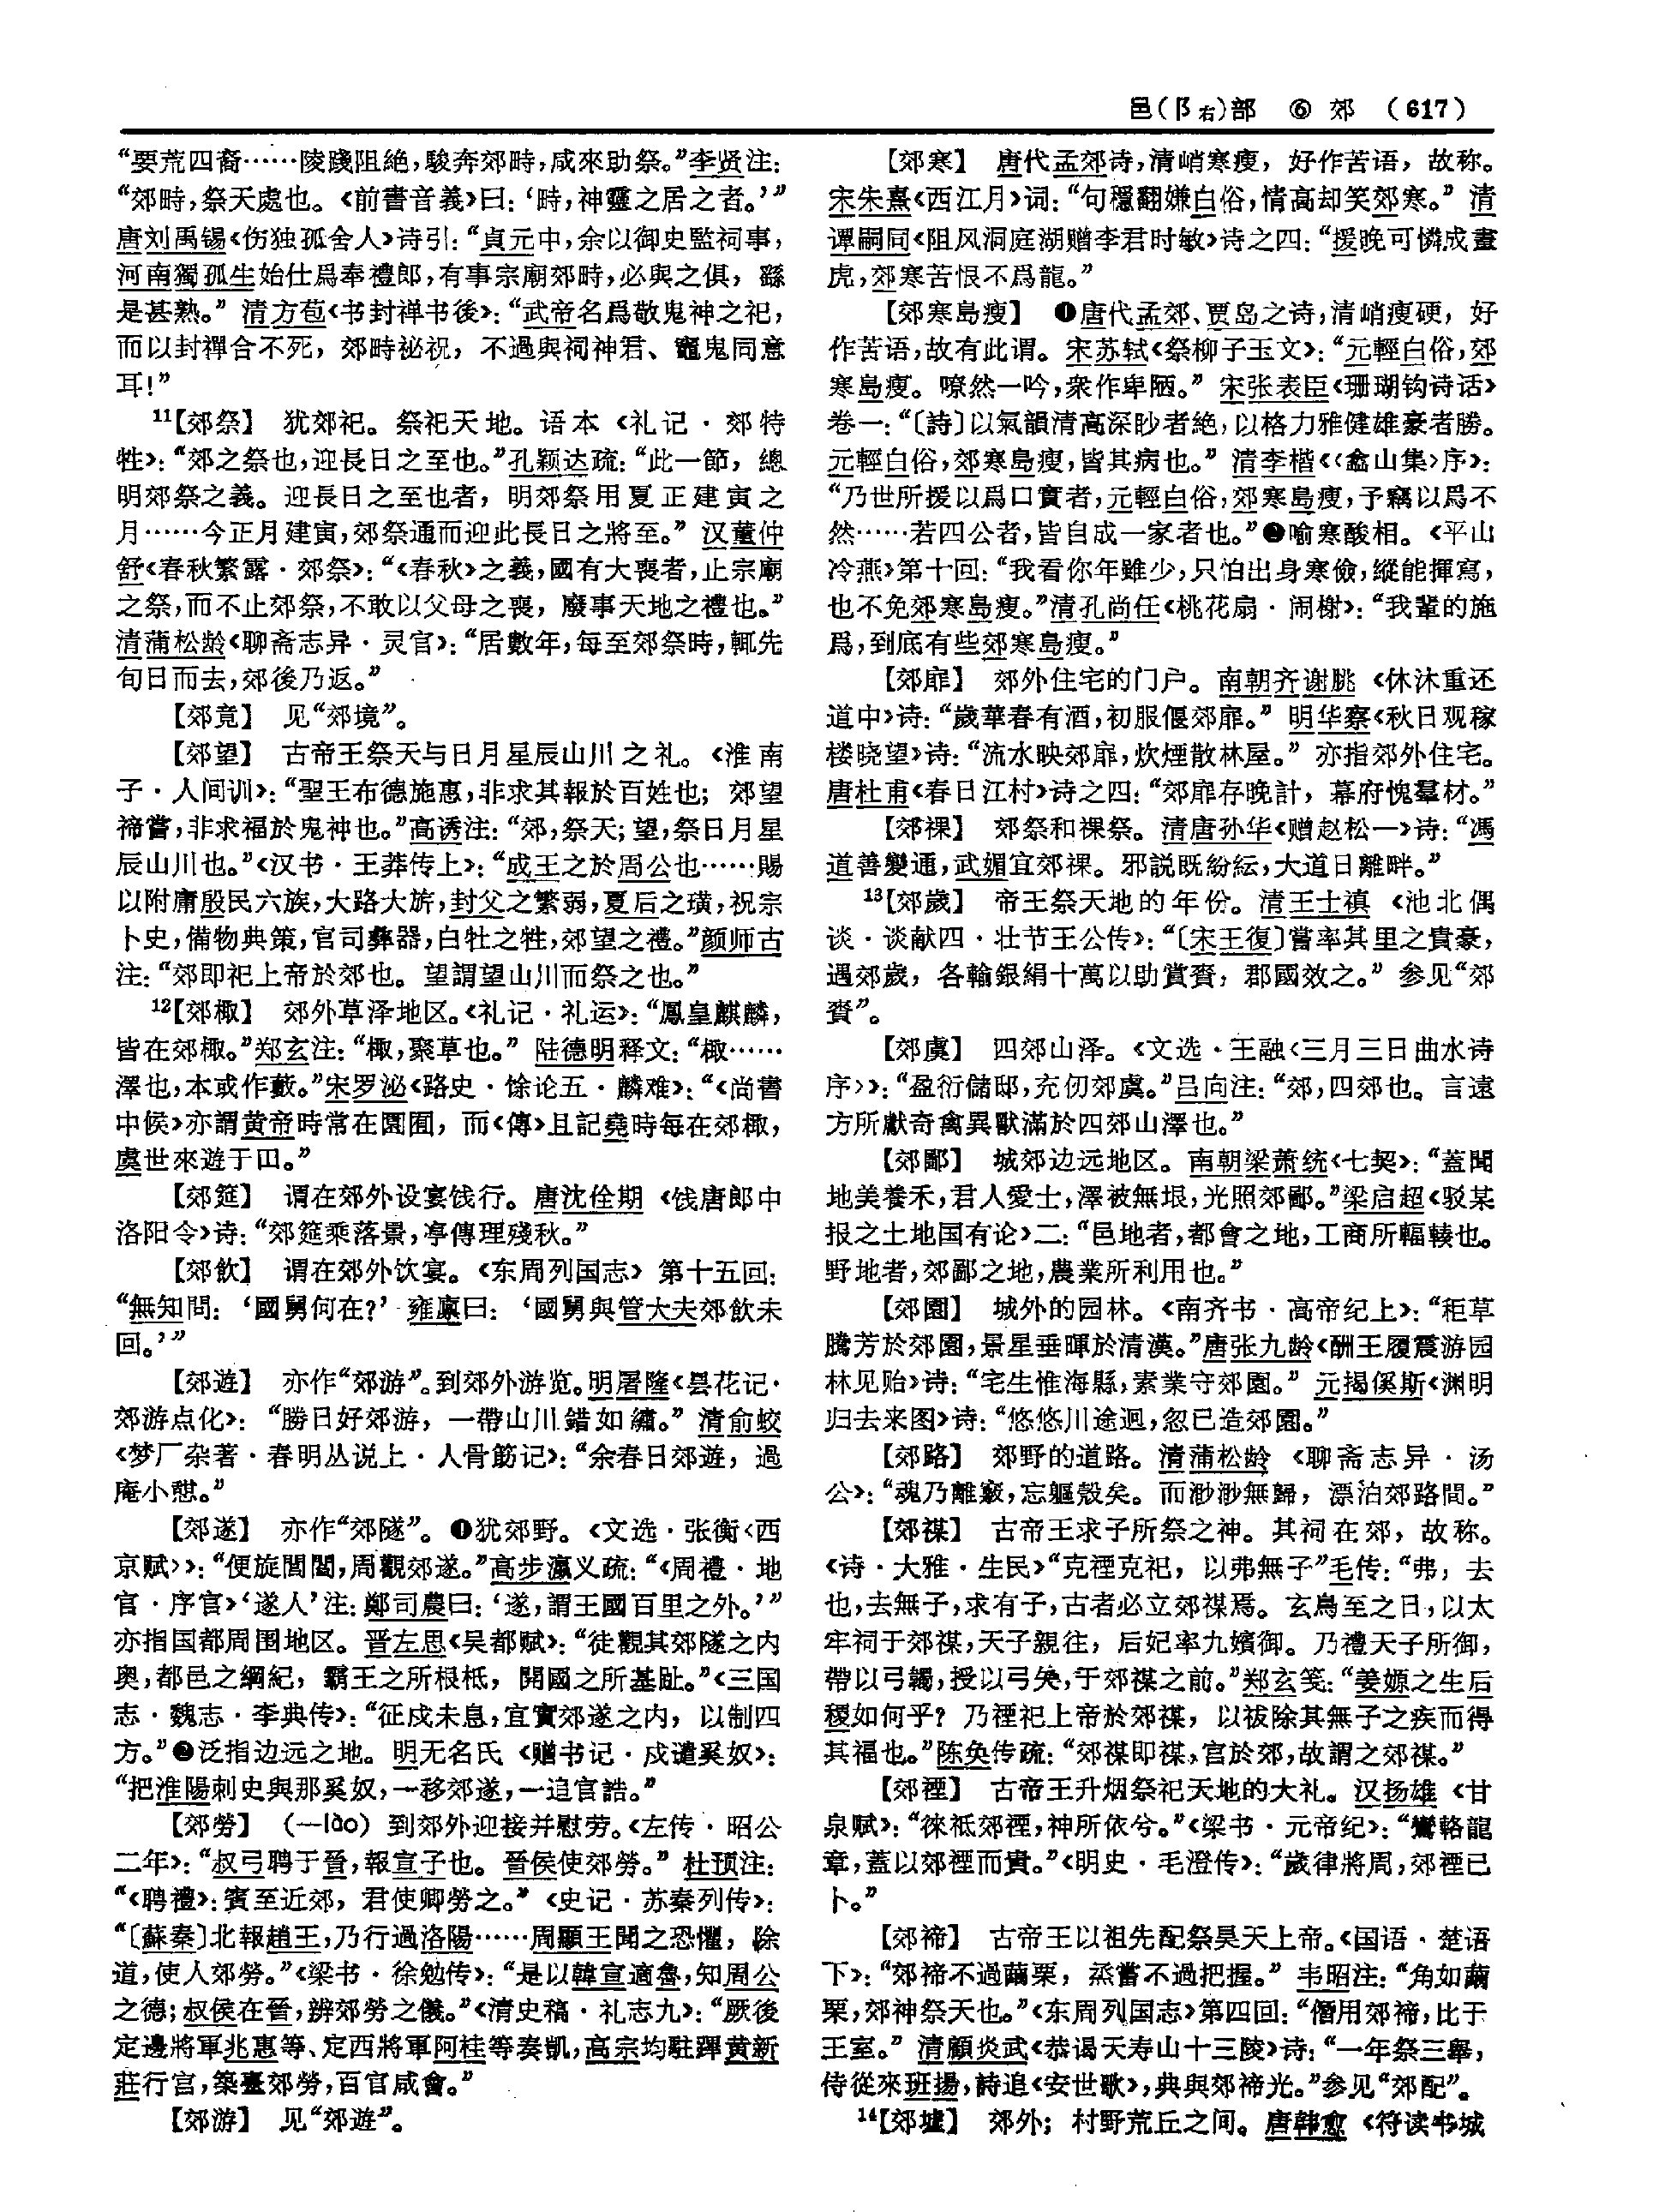 邑(阝右)部　⑥　郊　(617)
“要荒四裔……陵踐阻絶，駿奔郊畤，咸來助祭。”李贤注：
“郊畤，祭天處也。《前書音義》曰：‘畤，神靈之居之者。’”
唐刘禹锡《伤独孤舍人》诗引：“貞元中，余以御史監祠事，
河南獨孤生始仕爲奉禮郎，有事宗廟郊畤，必與之俱，繇
是甚熟。”清方苞《书封禅书後》：“武帝名爲敬鬼神之祀，
而以封禪合不死，郊畤祕祝，不過與祠神君、竈鬼同意
耳！”
11【郊祭】　犹郊祀。祭祀天地。语本《礼记·郊特
牲》：“郊之祭也，迎長日之至也。”孔颖达疏：“此一節，總
明郊祭之義。迎長日之至也者，明郊祭用夏正建寅之
月……今正月建寅，郊祭通而迎此長日之將至。”汉董仲
舒《春秋繁露·郊祭》：“《春秋》之義，國有大喪者，止宗廟
之祭，而不止郊祭，不敢以父母之喪，廢事天地之禮也。”
清蒲松龄《聊斋志异·灵官》：“居數年，每至郊祭時，輒先
旬日而去，郊後乃返。”
【郊竟】　见“郊境”。
【郊望】　古帝王祭天与日月星辰山川之礼。《淮南
子·人间训》：“聖王布德施惠，非求其報於百姓也；郊望
禘嘗，非求福於鬼神也。”高诱注：“郊，祭天；望，祭日月星
辰山川也。”《汉书·王莽传上》：“成王之於周公也……賜
以附庸殷民六族，大路大旂，封父之繁弱，夏后之璜，祝宗
卜史，備物典策，官司彝器，白牡之牲，郊望之禮。”颜师古
注：“郊即祀上帝於郊也。望謂望山川而祭之也。”
12【郊棷】　郊外草泽地区。《礼记·礼运》：“鳳皇麒麟，
皆在郊棷。”郑玄注：“棷，聚草也。”陆德明释文：“棷……
澤也，本或作藪。”宋罗泌《路史·馀论五·麟难》：“《尚書
中侯》亦謂黄帝時常在園囿，而《傳》且記堯時每在郊棷，
虞世來遊于田。”
【郊筵】　谓在郊外设宴饯行。唐沈佺期《饯唐郎中
洛阳令》诗：“郊筵乘落景，亭傳理殘秋。”
【郊飲】　谓在郊外饮宴。《东周列国志》第十五回：
“無知問：‘國舅何在？’雍廪曰：‘國舅與管大夫郊飲未
回。’”
【郊遊】　亦作“郊游”。到郊外游览。明屠隆《昙花记·
郊游点化》：“勝日好郊游，一帶山川錯如繡。”清俞蛟
《梦厂杂著·春明丛说上·人骨筯记》：“余春日郊遊，過
庵小憩。”
【郊遂】　亦作“郊隧”。❶犹郊野。《文选·张衡〈西
京赋〉》：“便旋閭閻，周觀郊遂。”高步瀛义疏：“《周禮·地
官·序官》‘遂人’注：鄭司農曰：‘遂，謂王國百里之外。’”
亦指国都周围地区。晋左思《吴都赋》：“徒觀其郊隧之内
奥，都邑之綱紀，霸王之所根柢，開國之所基趾。”《三国
志·魏志·李典传》：“征戍未息，宜實郊遂之内，以制四
方。”❷泛指边远之地。明无名氏《赠书记·戍遣奚奴》：
“把淮陽刺史與那奚奴，一移郊遂，一追官誥。”
【郊勞】　（—lào）到郊外迎接并慰劳。《左传·昭公
二年》：“叔弓聘于晉，報宣子也。晉侯使郊勞。”杜预注：
“《聘禮》：賓至近郊，君使卿勞之。”《史记·苏秦列传》：
“〔蘇秦〕北報趙王，乃行過洛陽……周顯王聞之恐懼，除
道，使人郊勞。”《梁书·徐勉传》：“是以韓宣適魯，知周公
之德；叔侯在晉，辨郊勞之儀。”《清史稿·礼志九》：“厥後
定邊將軍兆惠等、定西將軍阿桂等奏凱，高宗均駐蹕黄新
莊行宫，築臺郊勞，百官咸會。”
【郊游】　见“郊遊”。
【郊寒】　唐代孟郊诗，清峭寒瘦，好作苦语，故称。
宋朱熹《西江月》词：“句穩翻嫌白俗，情高却笑郊寒。”清
谭嗣同《阻风洞庭湖赠李君时敏》诗之四：“援晚可憐成畫
虎，郊寒苦恨不爲龍。”
【郊寒島瘦】　❶唐代孟郊、贾岛之诗，清峭瘦硬，好
作苦语，故有此谓。宋苏轼《祭柳子玉文》：“元輕白俗，郊
寒島瘦。嘹然一吟，衆作卑陋。”宋张表臣《珊瑚钩诗话》
卷一：“〔詩〕以氣韻清高深眇者絶，以格力雅健雄豪者勝。
元輕白俗，郊寒島瘦，皆其病也。”清李楷《〈龕山集〉序》：
“乃世所援以爲口實者，元輕白俗，郊寒島瘦，予竊以爲不
然……若四公者，皆自成一家者也。”❷喻寒酸相。《平山
冷燕》第十回：“我看你年雖少，只怕出身寒儉，縱能揮寫，
也不免郊寒島瘦。”清孔尚任《桃花扇·闹榭》：“我輩的施
爲，到底有些郊寒島瘦。”
【郊扉】　郊外住宅的门户。南朝齐谢朓《休沐重还
道中》诗：“歲華春有酒，初服偃郊扉。”明华察《秋日观稼
楼晓望》诗：“流水映郊扉，炊煙散林屋。”亦指郊外住宅。
唐杜甫《春日江村》诗之四：“郊扉存晚計，幕府愧羣材。”
【郊祼】　郊祭和祼祭。清唐孙华《赠赵松一》诗：“馮
道善變通，武媚宜郊祼。邪説既紛紜，大道日離畔。”
13【郊歲】　帝王祭天地的年份。清王士禛《池北偶
谈·谈献四·壮节王公传》：“〔宋王復〕嘗率其里之貴豪，
遇郊歲，各輸銀絹十萬以助賞賚，郡國效之。”参见“郊
賚”。
【郊虞】　四郊山泽。《文选·王融〈三月三日曲水诗
序〉》：“盈衍儲邸，充仞郊虞。”吕向注：“郊，四郊也。言遠
方所獻奇禽異獸滿於四郊山澤也。”
【郊鄙】　城郊边远地区。南朝梁萧统《七契》：“蓋聞
地美養禾，君人愛士，澤被無垠，光照郊鄙。”梁启超《驳某
报之土地国有论》二：“邑地者，都會之地，工商所輻輳也。
野地者，郊鄙之地，農業所利用也。”
【郊園】　城外的园林。《南齐书·高帝纪上》：“秬草
騰芳於郊園，景星垂暉於清漢。”唐张九龄《酬王履震游园
林见贻》诗：“宅生惟海縣，素業守郊園。”元揭傒斯《渊明
归去来图》诗：“悠悠川途迥，忽已造郊園。”
【郊路】　郊野的道路。清蒲松龄《聊斋志异·汤
公》：“魂乃離竅，忘軀殼矣。而渺渺無歸，漂泊郊路間。”
【郊禖】　古帝王求子所祭之神。其祠在郊，故称。
《诗·大雅·生民》“克禋克祀，以弗無子”毛传：“弗，去
也，去無子，求有子，古者必立郊禖焉。玄鳥至之日，以太
牢祠于郊禖，天子親往，后妃率九嬪御。乃禮天子所御，
帶以弓韣，授以弓矢，于郊禖之前。”郑玄笺：“姜嫄之生后
稷如何乎？乃禋祀上帝於郊禖，以祓除其無子之疾而得
其福也。”陈奂传疏：“郊禖即禖，宫於郊，故謂之郊禖。”
【郊禋】　古帝王升烟祭祀天地的大礼。汉扬雄《甘
泉赋》：“徠祗郊禋，神所依兮。”《梁书·元帝纪》：“鸞輅龍
章，蓋以郊禋而貴。”《明史·毛澄传》：“歲律將周，郊禋已
卜。”
【郊禘】　古帝王以祖先配祭昊天上帝。《国语·楚语
下》：“郊禘不過繭栗，烝嘗不過把握。”韦昭注：“角如繭
栗，郊神祭天也。”《东周列国志》第四回：“僭用郊禘，比于
王室。”清顧炎武《恭谒天寿山十三陵》诗：“一年祭三舉，
侍從來班揚，詩追《安世歌》，典與郊禘光。”参见“郊配”。
14【郊墟】　郊外；村野荒丘之间。唐韩愈《符读书城